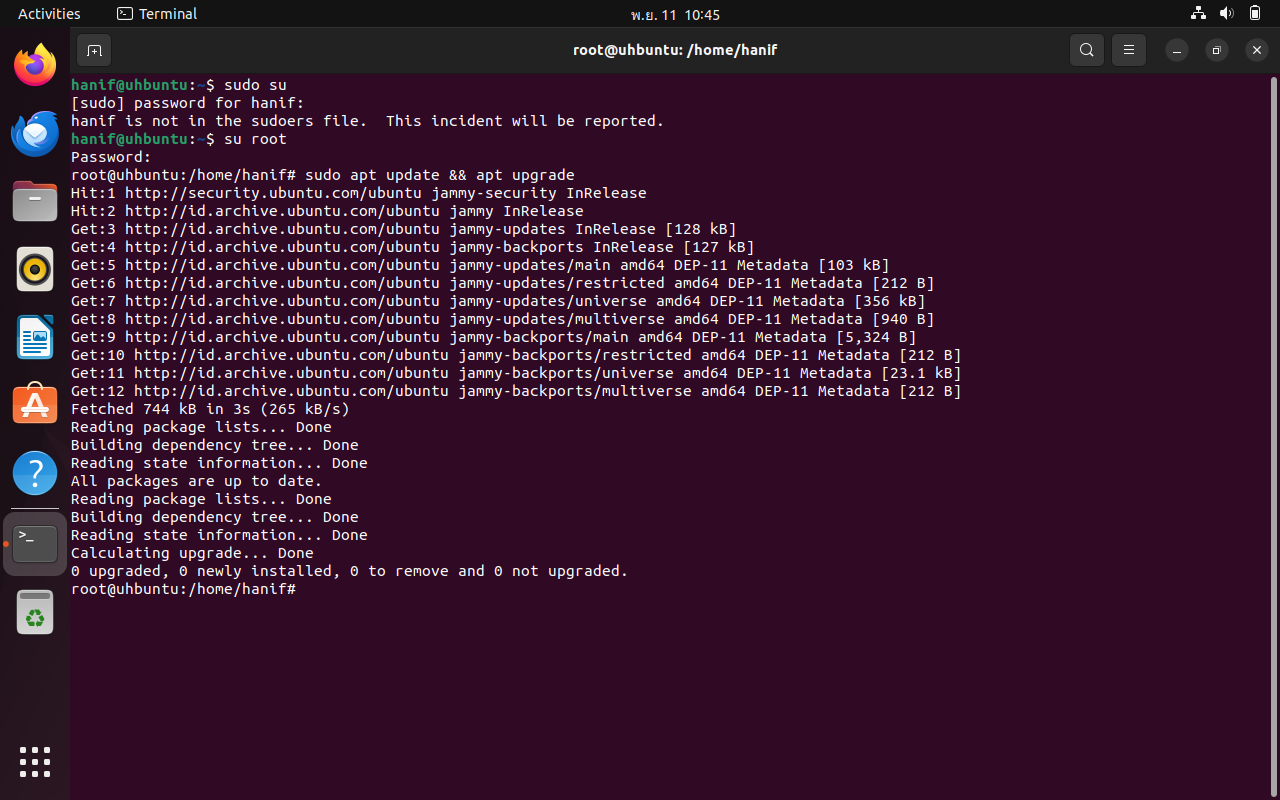 Activities
Terminal
พ.ย. 11 10:45
root@uhbuntu: /home/hanif
hanif@uhbuntu:~$ sudo su
[sudo] password for hanif:
hanif is not in the sudoers file.  This incident will be reported.
hanif@uhbuntu:~$ su root
Password:
root@uhbuntu:/home/hanif# sudo apt update && apt upgrade
Hit:1 http://security.ubuntu.com/ubuntu jammy-security InRelease
Hit:2 http://id.archive.ubuntu.com/ubuntu jammy InRelease
Get:3 http://id.archive.ubuntu.com/ubuntu jammy-updates InRelease [128 kB]
Get:4 http://id.archive.ubuntu.com/ubuntu jammy-backports InRelease [127 kB]
Get:5 http://id.archive.ubuntu.com/ubuntu jammy-updates/main amd64 DEP-11 Metadata [103 kB]
Get:6 http://id.archive.ubuntu.com/ubuntu jammy-updates/restricted amd64 DEP-11 Metadata [212 B]
Get:7 http://id.archive.ubuntu.com/ubuntu jammy-updates/universe amd64 DEP-11 Metadata [356 kB]
Get:8 http://id.archive.ubuntu.com/ubuntu jammy-updates/multiverse amd64 DEP-11 Metadata [940 B]
Get:9 http://id.archive.ubuntu.com/ubuntu jammy-backports/main amd64 DEP-11 Metadata [5,324 B]
Get:10 http://id.archive.ubuntu.com/ubuntu jammy-backports/restricted amd64 DEP-11 Metadata [212 B]
Get:11 http://id.archive.ubuntu.com/ubuntu jammy-backports/universe amd64 DEP-11 Metadata [23.1 kB]
Get:12 http://id.archive.ubuntu.com/ubuntu jammy-backports/multiverse amd64 DEP-11 Metadata [212 B]
Fetched 744 kB in 3s (265 kB/s)
Reading package lists... Done
Building dependency tree... Done
Reading state information... Done
All packages are up to date.
Reading package lists... Done
Building dependency tree... Done
Reading state information... Done
Calculating upgrade... Done
0 upgraded, 0 newly installed, 0 to remove and 0 not upgraded.
root@uhbuntu:/home/hanif#